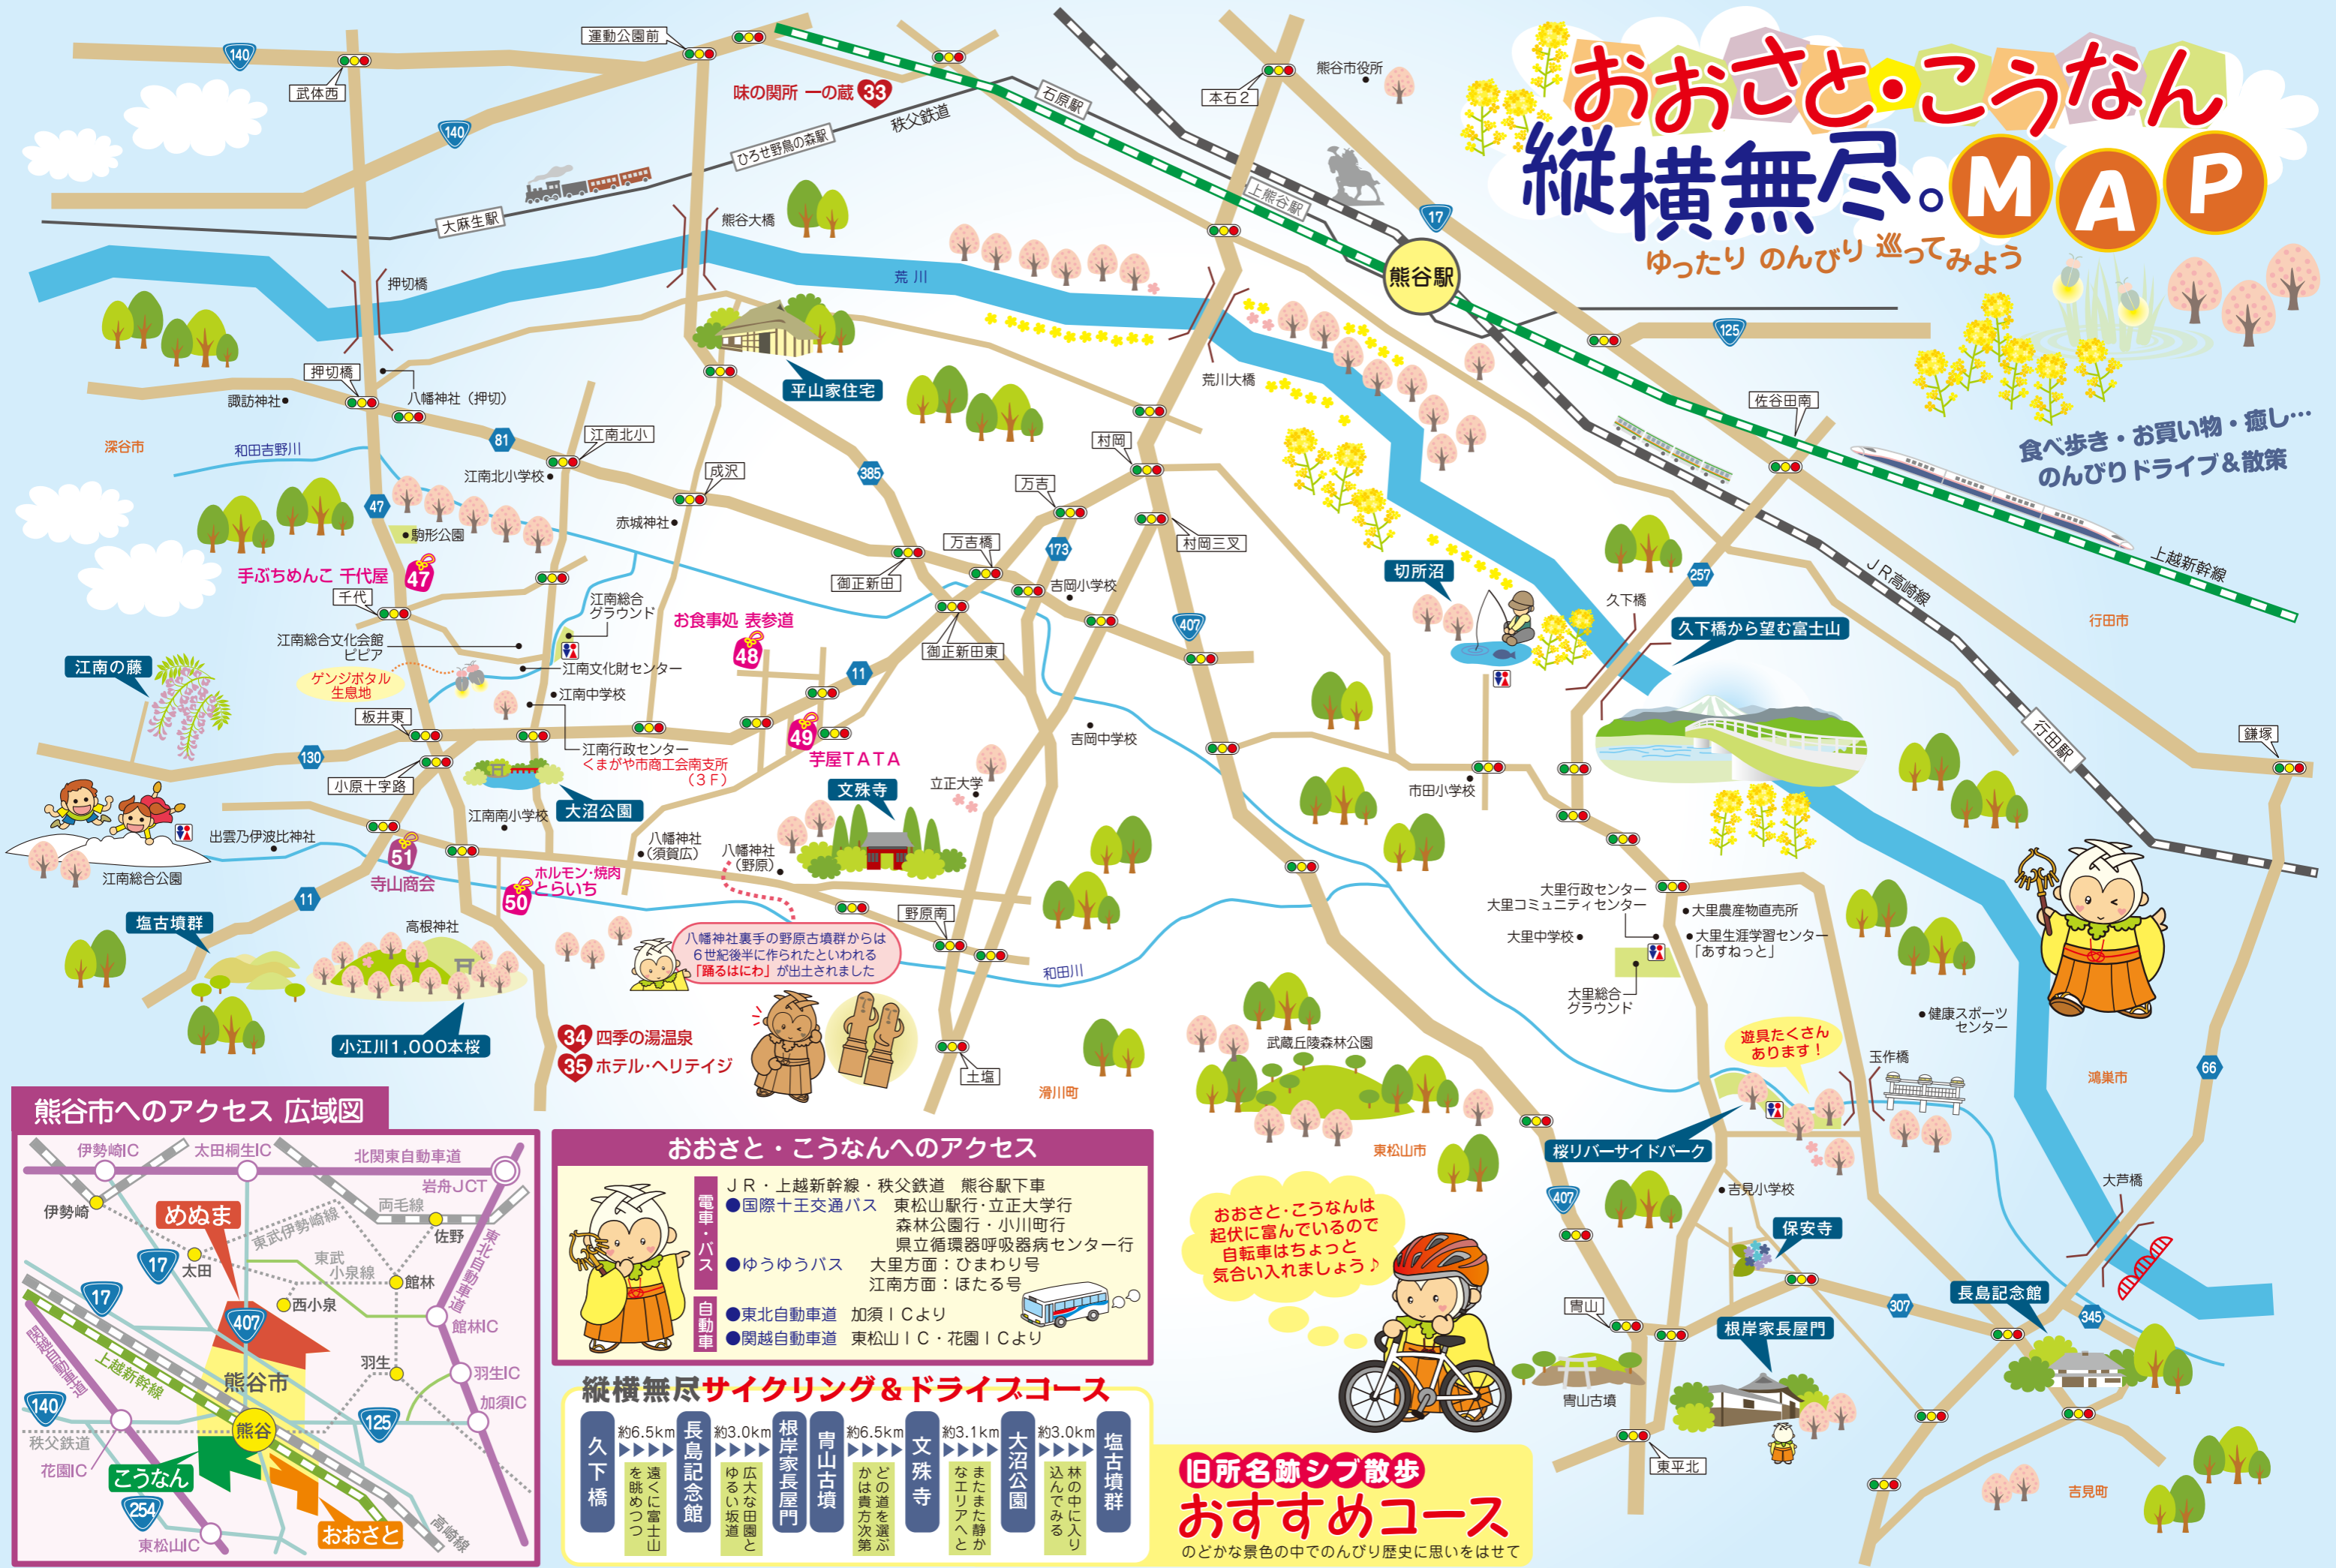 おおさと・こうなん
縦横無尽。MAP
ゆったり のんびり 巡ってみよう
食べ歩き・お買い物・癒し…
のんびりドライブ&散策
140
武体西
運動公園前
味の関所 一の蔵 33
秩父鉄道
石原駅
本石2
熊谷市役所
140
ひろせ野鳥の森駅
大麻生駅
熊谷大橋
上熊谷駅
17
熊谷駅
125
押切橋
荒川
荒川大橋
平山家住宅
押切橋
諏訪神社
八幡神社（押切）
深谷市
和田吉野川
81
江南北小
江南北小学校
成沢
385
村岡
万吉
佐谷田南
上越新幹線
JR高崎線
行田市
47
駒形公園
赤城神社
万吉橋
173
村岡三叉
御正新田
吉岡小学校
切所沼
257
久下橋
久下橋から望む富士山
手ぶちめんこ 千代屋
47
千代
江南総合
グラウンド
お食事処 表参道
48
407
御正新田東
江南総合文化会館
ピピア
江南文化財センター
江南の藤
ゲンジボタル
生息地
江南中学校
11
板井東
130
49
芋屋TATA
吉岡中学校
行田駅
鎌塚
江南行政センター
くまがや市商工会南支所
（3F）
小原十字路
大沼公園
文殊寺
立正大学
市田小学校
江南南小学校
出雲乃伊波比神社
江南総合公園
51
寺山商会
八幡神社
（須賀広）
八幡神社
（野原）
ホルモン・焼肉
とらいち
50
11
塩古墳群
高根神社
野原南
八幡神社裏手の野原古墳群からは
6世紀後半に作られたといわれる
「踊るはにわ」が出土されました
和田川
大里行政センター
大里コミュニティセンター
大里農産物直売所
大里中学校
大里生涯学習センター
「あすねっと」
大里総合
グラウンド
健康スポーツ
センター
小江川1,000本桜
34 四季の湯温泉
35 ホテル・ヘリテイジ
土塩
滑川町
武蔵丘陵森林公園
遊具たくさん
あります！
玉作橋
鴻巣市
66
東松山市
桜リバーサイドパーク
407
吉見小学校
大芦橋
保安寺
おおさと・こうなんは
起伏に富んでいるので
自転車はちょっと
気合い入れましょう♪
冑山
307
長島記念館
345
根岸家長屋門
冑山古墳
東平北
吉見町
熊谷市へのアクセス 広域図
伊勢崎IC
太田桐生IC
北関東自動車道
岩舟JCT
伊勢崎
めぬま
両毛線
東武伊勢崎線
佐野
17
太田
東武
小泉線
館林
東北自動車道
17
西小泉
407
館林IC
関越自動車道
上越新幹線
羽生
熊谷市
羽生IC
140
加須IC
熊谷
125
秩父鉄道
花園IC
こうなん
254
おおさと
高崎線
東松山IC
おおさと・こうなんへのアクセス
電車・バス
JR・上越新幹線・秩父鉄道 熊谷駅下車
●国際十王交通バス 東松山駅行・立正大学行
森林公園行・小川町行
県立循環器呼吸器病センター行
●ゆうゆうバス 大里方面：ひまわり号
江南方面：ほたる号
自動車
●東北自動車道 加須ICより
●関越自動車道 東松山IC・花園ICより
縦横無尽サイクリング&ドライブコース
久下橋
約6.5km
遠くに富士山
を眺めつつ
長島記念館
約3.0km
広大な田園と
ゆるい坂道
根岸家長屋門
冑山古墳
約6.5km
どの道を選ぶ
かは貴方次第
文殊寺
約3.1km
またまた静か
なエリアへと
大沼公園
約3.0km
林の中に入り
込んでみる
塩古墳群
旧所名跡シブ散歩
おすすめコース
のどかな景色の中でのんびり歴史に思いをはせて